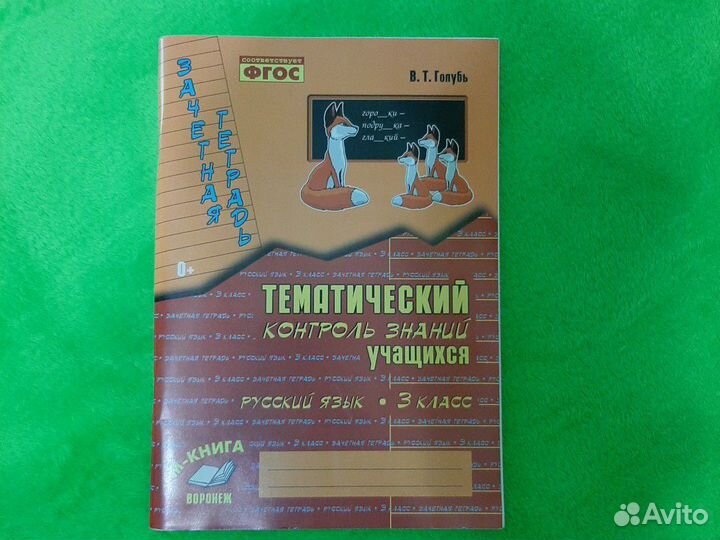 соответствует
ФГОС
В. Т. Голубь
ЗАЧЕТНАЯ
ТЕТРАДЬ
горо__ки –
подру__ка –
гла__кий –
0+
ТЕМАТИЧЕСКИЙ
КОНТРОЛЬ ЗНАНИЙ
УЧАЩИХСЯ
РУССКИЙ ЯЗЫК • 3 КЛАСС
М-КНИГА
ВОРОНЕЖ
Avito